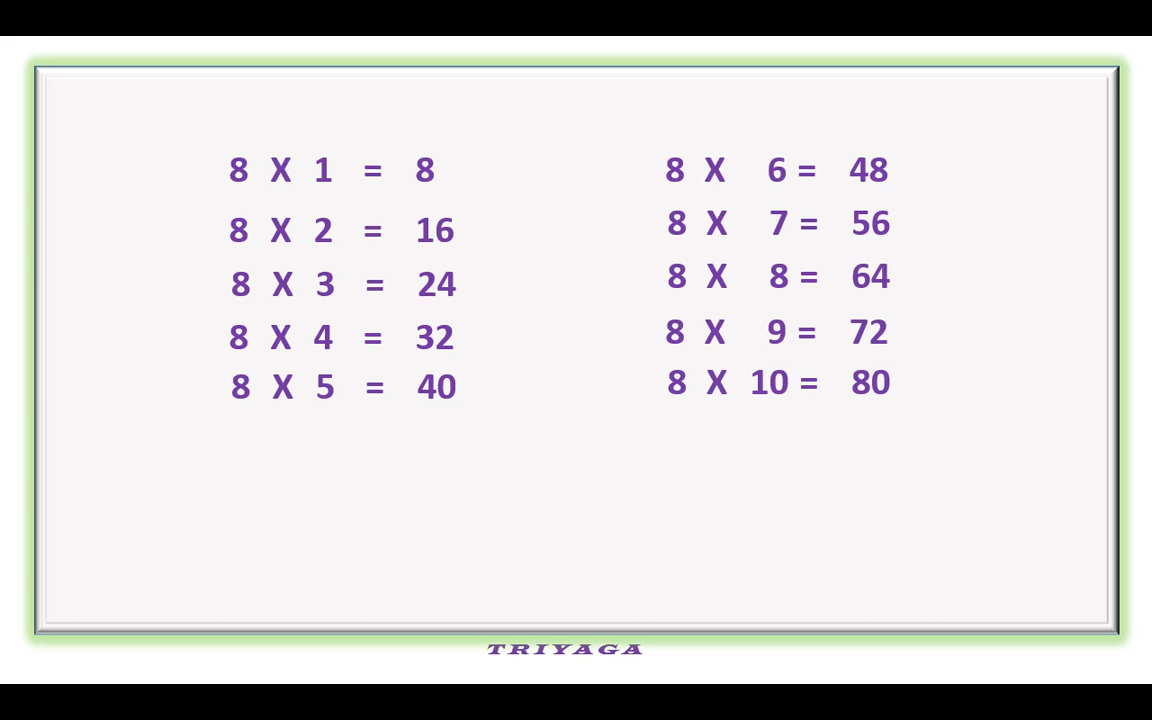 8 X 1 = 8
8 X 2 = 16
8 X 3 = 24
8 X 4 = 32
8 X 5 = 40
8 X 6 = 48
8 X 7 = 56
8 X 8 = 64
8 X 9 = 72
8 X 10 = 80
TRIYAGA